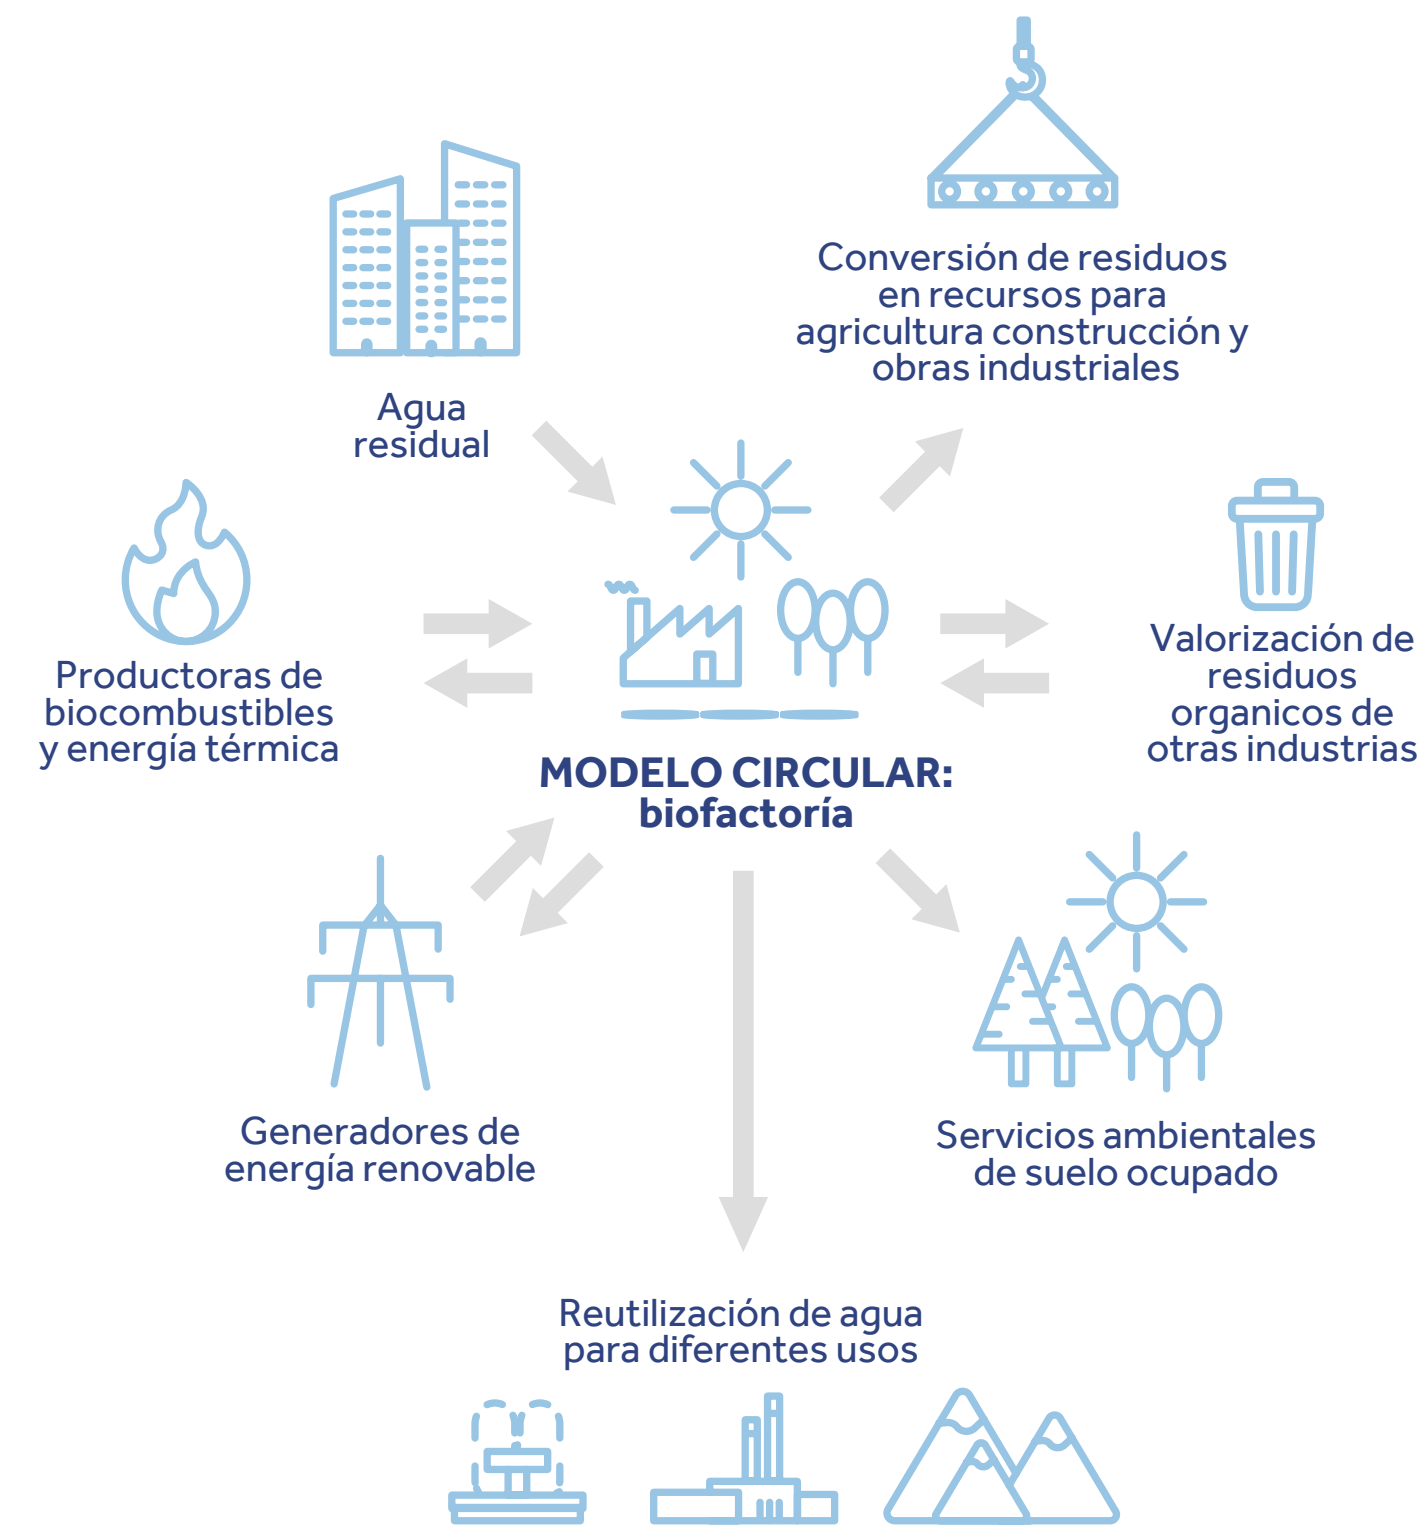 Conversión de residuos
en recursos para
agricultura construcción y
obras industriales
Agua
residual
Valorización de
residuos
organicos de
otras industrias
Productoras de
biocombustibles
y energía térmica
MODELO CIRCULAR:
biofactoría
Generadores de
energía renovable
Servicios ambientales
de suelo ocupado
Reutilización de agua
para diferentes usos